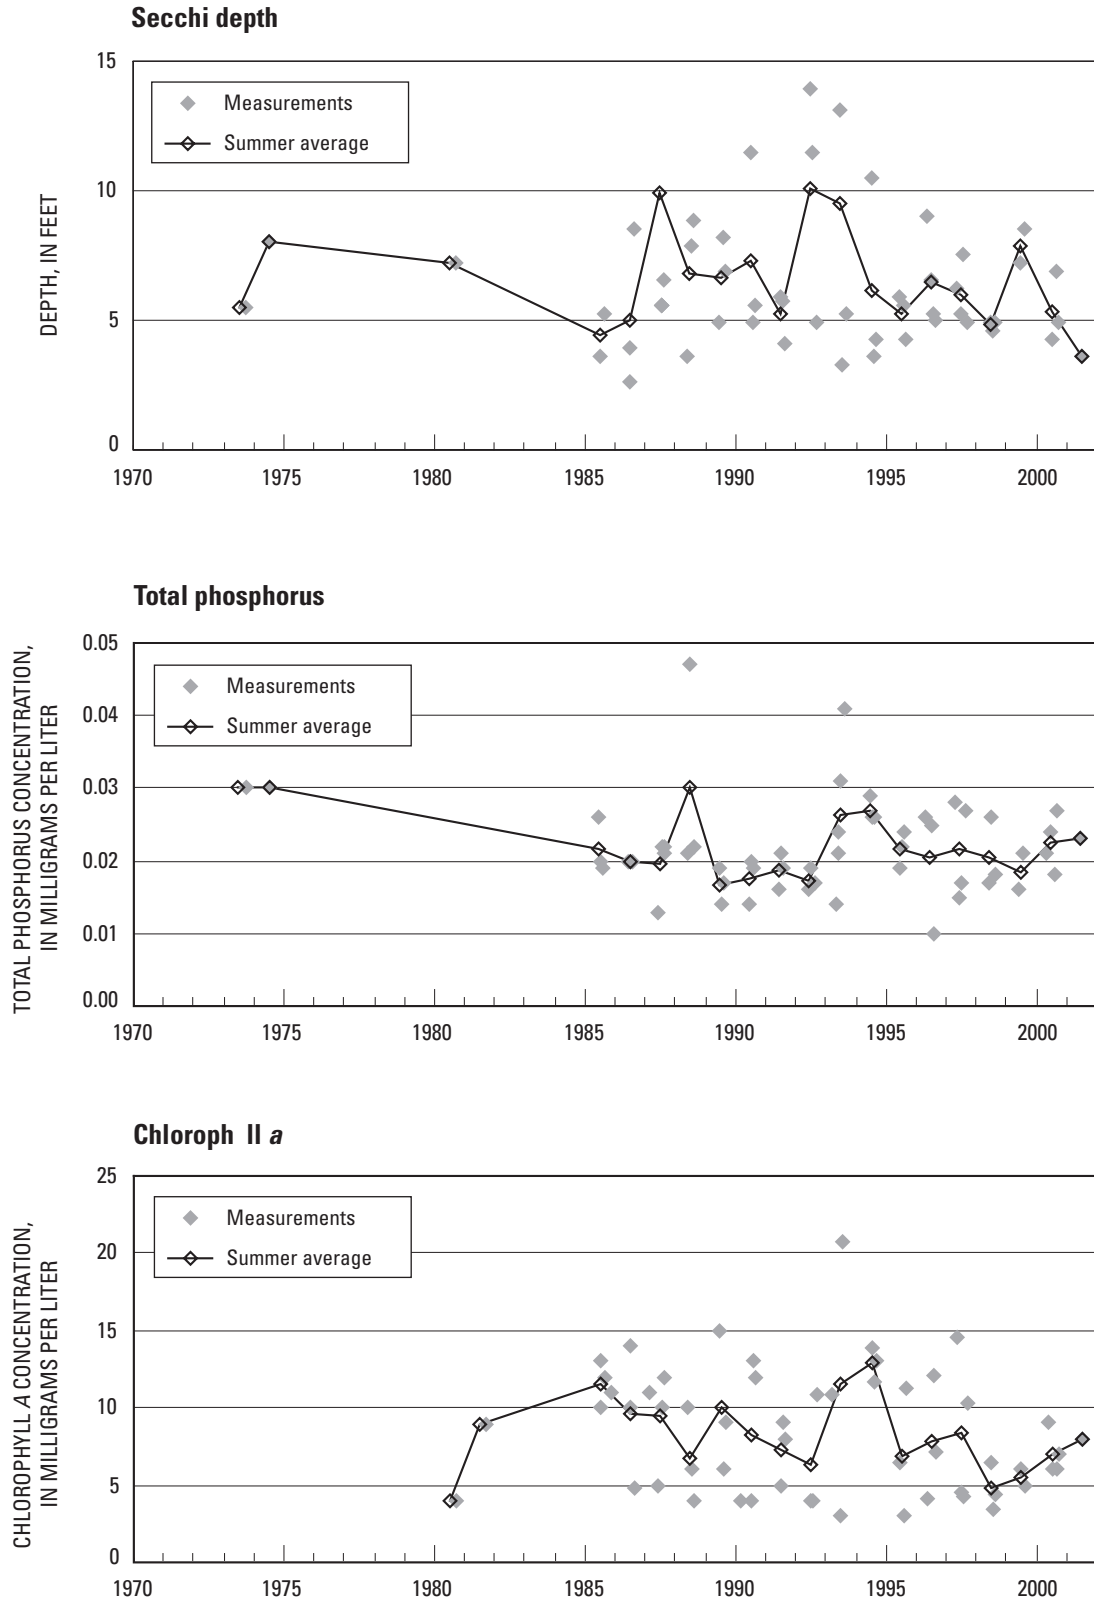 Secchi depth
15
10
5
0
DEPTH, IN FEET
Measurements
Summer average
1970 1975 1980 1985 1990 1995 2000
Total phosphorus
0.05
0.04
0.03
0.02
0.01
0.00
TOTAL PHOSPHORUS CONCENTRATION,
IN MILLIGRAMS PER LITER
Measurements
Summer average
1970 1975 1980 1985 1990 1995 2000
Chloroph ll a
25
20
15
10
5
0
CHLOROPHYLL A CONCENTRATION,
IN MILLIGRAMS PER LITER
Measurements
Summer average
1970 1975 1980 1985 1990 1995 2000